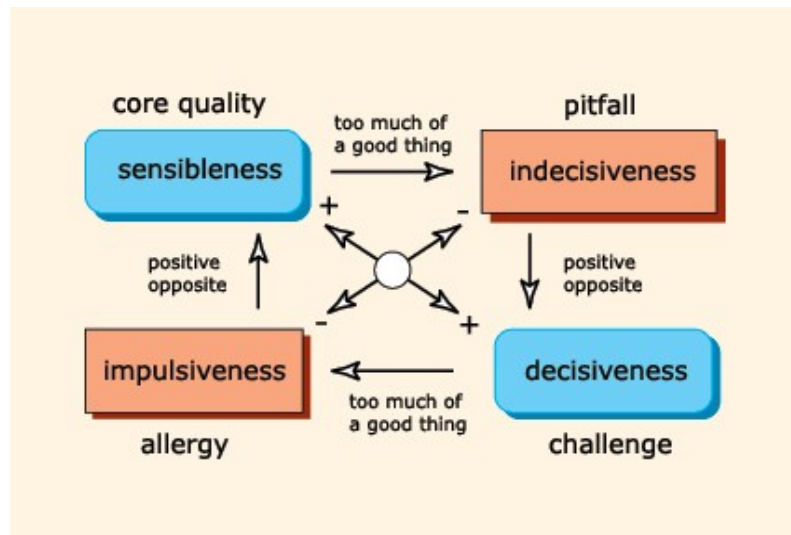 core quality
pitfall
too much of
a good thing
sensibleness
indecisiveness
+
-
positive
opposite
positive
opposite
-
+
impulsiveness
decisiveness
too much of
a good thing
allergy
challenge